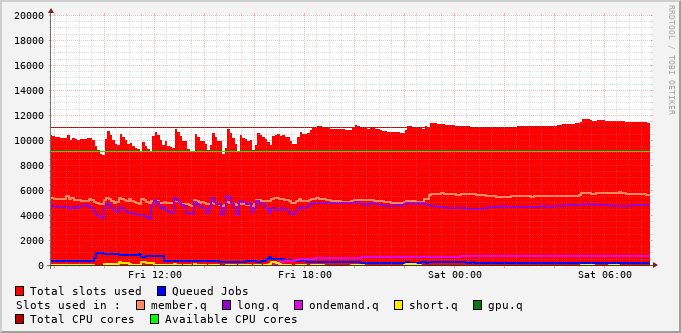 20000
18000
16000
14000
12000
10000
8000
6000
4000
2000
0
Fri 12:00 Fri 18:00 Sat 00:00 Sat 06:00
RRDTOOL / TOBI OETIKER
Total slots used Queued Jobs
Slots used in : member.q long.q ondemand.q short.q gpu.q
Total CPU cores Available CPU cores